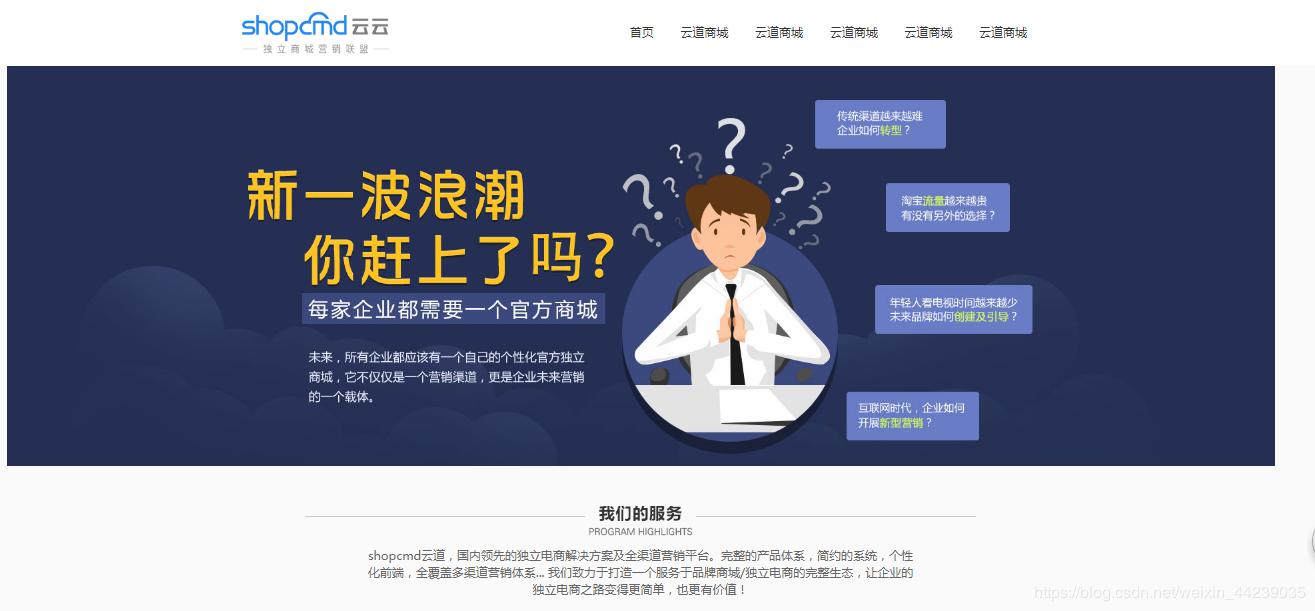 shopcmd 云云
独立商城营销联盟
首页 云道商城 云道商城 云道商城 云道商城 云道商城
新一波浪潮
你赶上了吗?
每家企业都需要一个官方商城
未来，所有企业都应该有一个自己的个性化官方独立
商城，它不仅仅是一个营销渠道，更是企业未来营销
的一个载体。
传统渠道越来越难
企业如何转型？
淘宝流量越来越贵
有没有另外的选择？
年轻人看电视时间越来越少
未来品牌如何创建及引导？
互联网时代，企业如何
开展新型营销？
我们的服务
PROGRAM HIGHLIGHTS
shopcmd云道，国内领先的独立电商解决方案及全渠道营销平台。完整的产品体系，简约的系统，个性
化前端，全覆盖多渠道营销体系... 我们致力于打造一个服务于品牌商城/独立电商的完整生态，让企业的
独立电商之路变得更简单，也更有价值！
https://blog.csdn.net/weixin_44239035